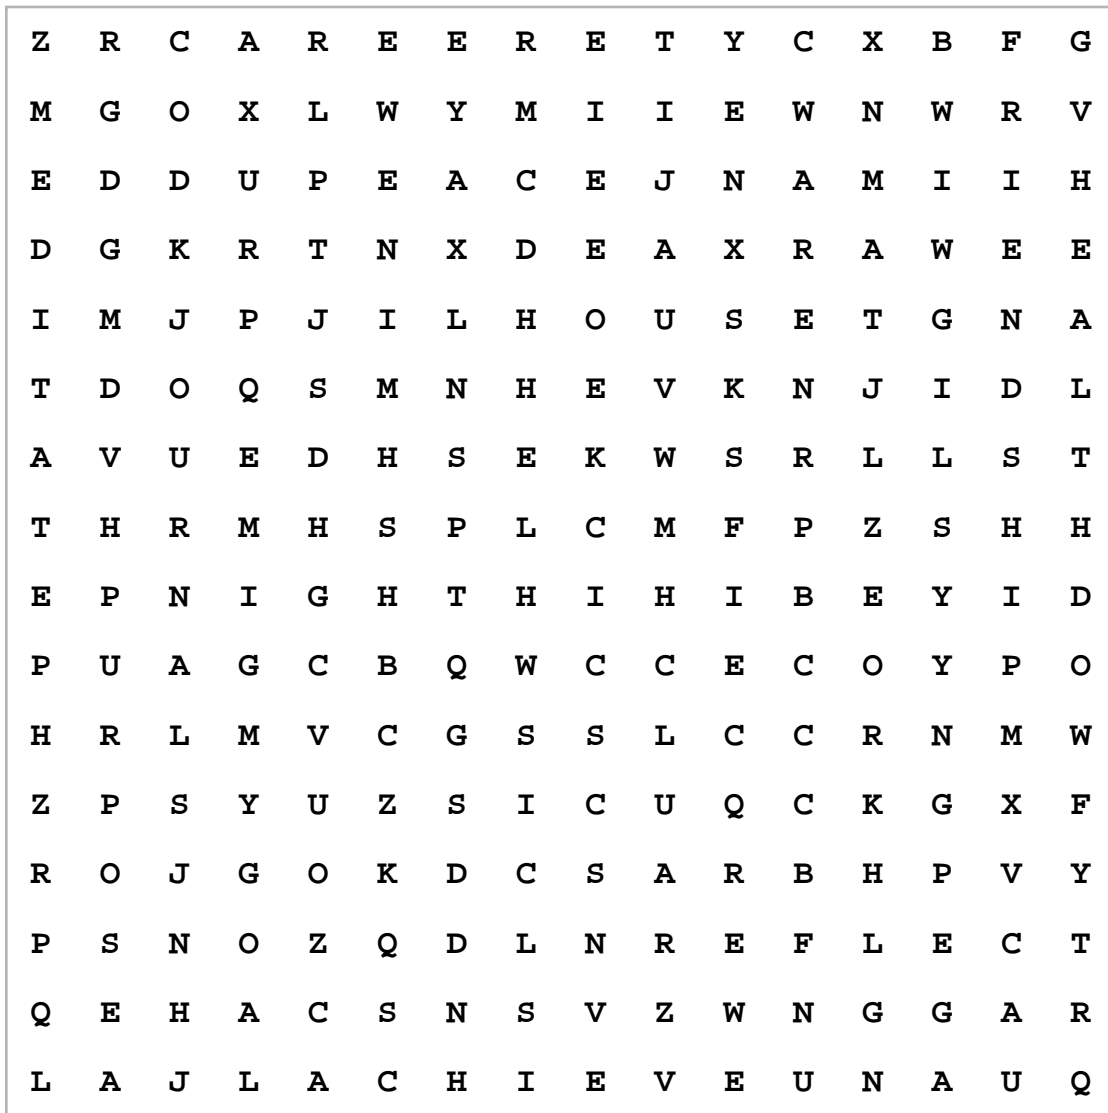 Z R C A R E E R E T Y C X B F G
M G O X L W Y M I I E W N W R V
E D D U P E A C E J N A M I I H
D G K R T N X D E A X R A W E E
I M J P J I L H O U S E T G N A
T D O Q S M N H E V K N J I D L
A V U E D H S E K W S R L L S T
T H R M H S P L C M F P Z S H H
E P N I G H T H I H I B E Y I D
P U A G C B Q W C C E C O Y P O
H R L M V C G S S L C C R N M W
Z P S Y U Z S I C U Q C K G X F
R O J G O K D C S A R B H P V Y
P S N O Z Q D L N R E F L E C T
Q E H A C S N S V Z W N G G A R
L A J L A C H I E V E U N A U Q